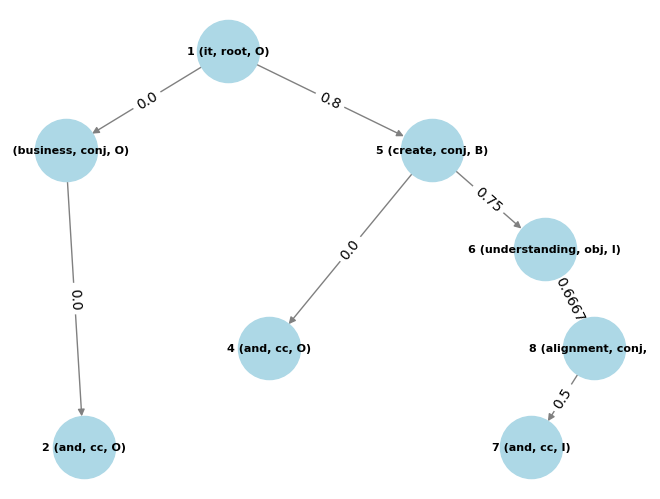 1 (it, root, O)
0.0
0.8
(business, conj, O)
5 (create, conj, B)
0.75
0.0
6 (understanding, obj, I)
0.0
0.6667
4 (and, cc, O)
8 (alignment, conj,
0.5
2 (and, cc, O)
7 (and, cc, I)